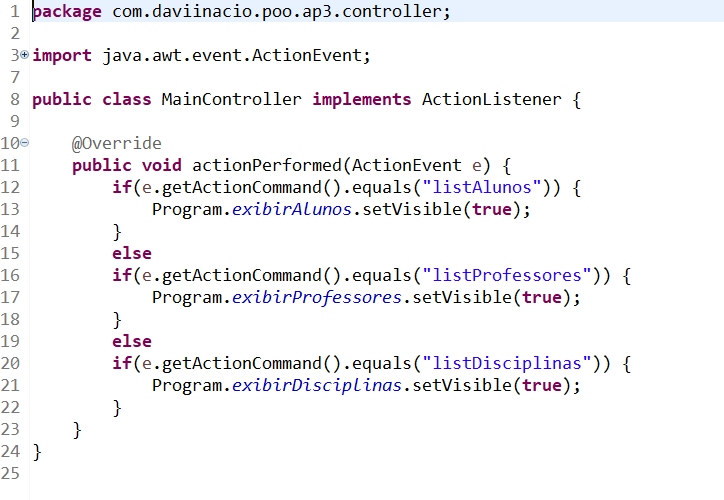 1 package com.daviinacio.poo.ap3.controller;
2
3 import java.awt.event.ActionEvent;
7
8 public class MainController implements ActionListener {
9
10 @Override
11 public void actionPerformed(ActionEvent e) {
12 if(e.getActionCommand().equals("listAlunos")) {
13 Program.exibirAlunos.setVisible(true);
14 }
15 else
16 if(e.getActionCommand().equals("listProfessores")) {
17 Program.exibirProfessores.setVisible(true);
18 }
19 else
20 if(e.getActionCommand().equals("listDisciplinas")) {
21 Program.exibirDisciplinas.setVisible(true);
22 }
23 }
24 }
25